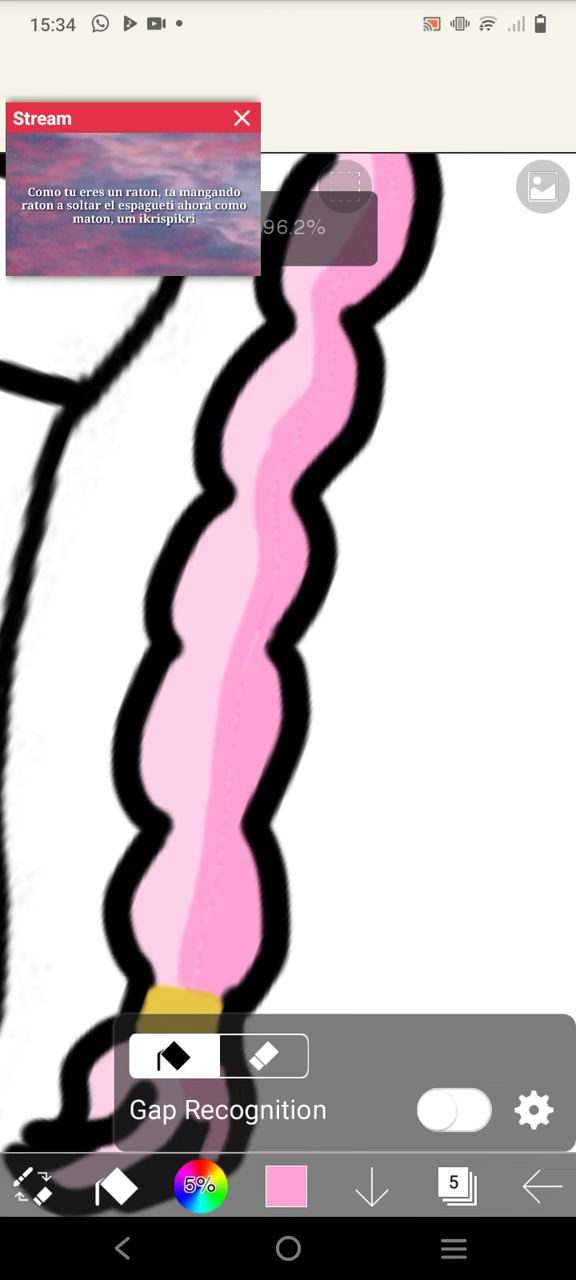 15:34
Stream
Como tu eres un raton, ta mangando
raton a soltar el espagueti ahora como
maton, um ikrispikri
96.2%
Gap Recognition
5%
5